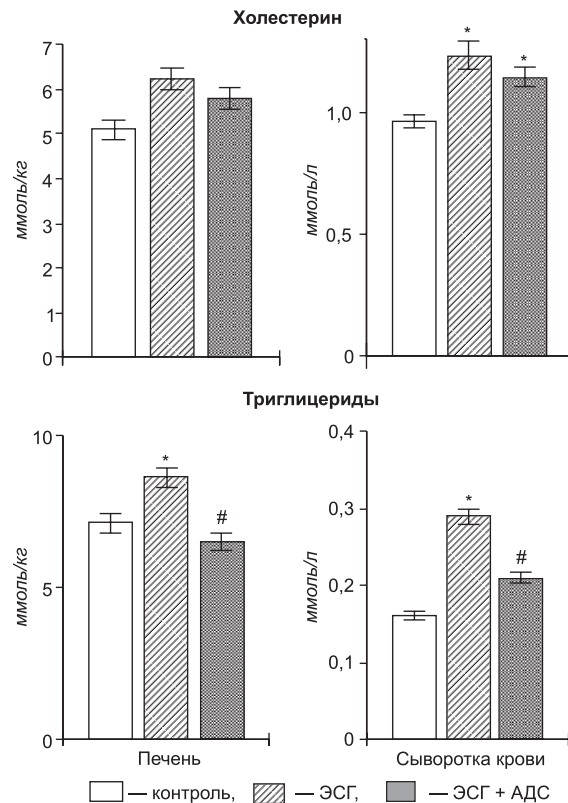 Холестерин
7
6
5
4
3
2
1
0
ммоль/кг
* *
1,0
0,5
0
ммоль/л
Триглицериды
10
5
0
ммоль/кг
* #
0,4
0,3
0,2
0,1
0
ммоль/л
* #
Печень Сыворотка крови
— контроль, — ЭСГ, — ЭСГ + АДС